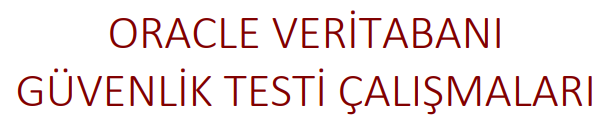 ORACLE VERİTABANI
GÜVENLİK TESTİ ÇALIŞMALARI